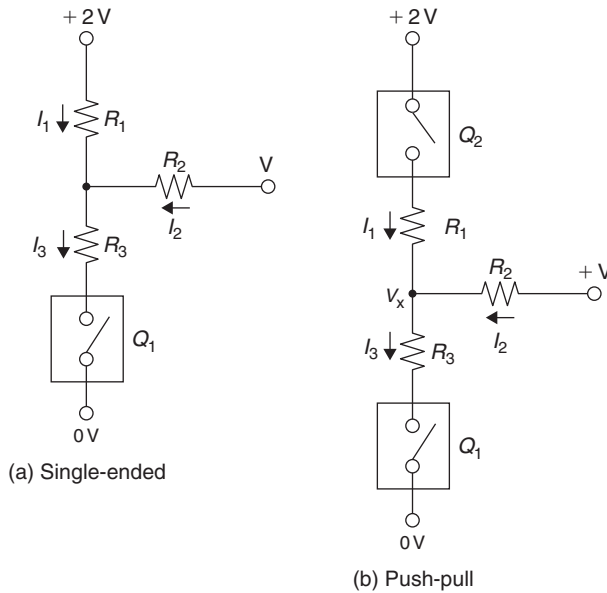 + 2 V
I1
R1
R2
V
I2
I3
R3
Q1
0 V
(a) Single-ended
+ 2 V
Q2
I1
R1
R2
+ V
Vx
I2
I3
R3
Q1
0 V
(b) Push-pull